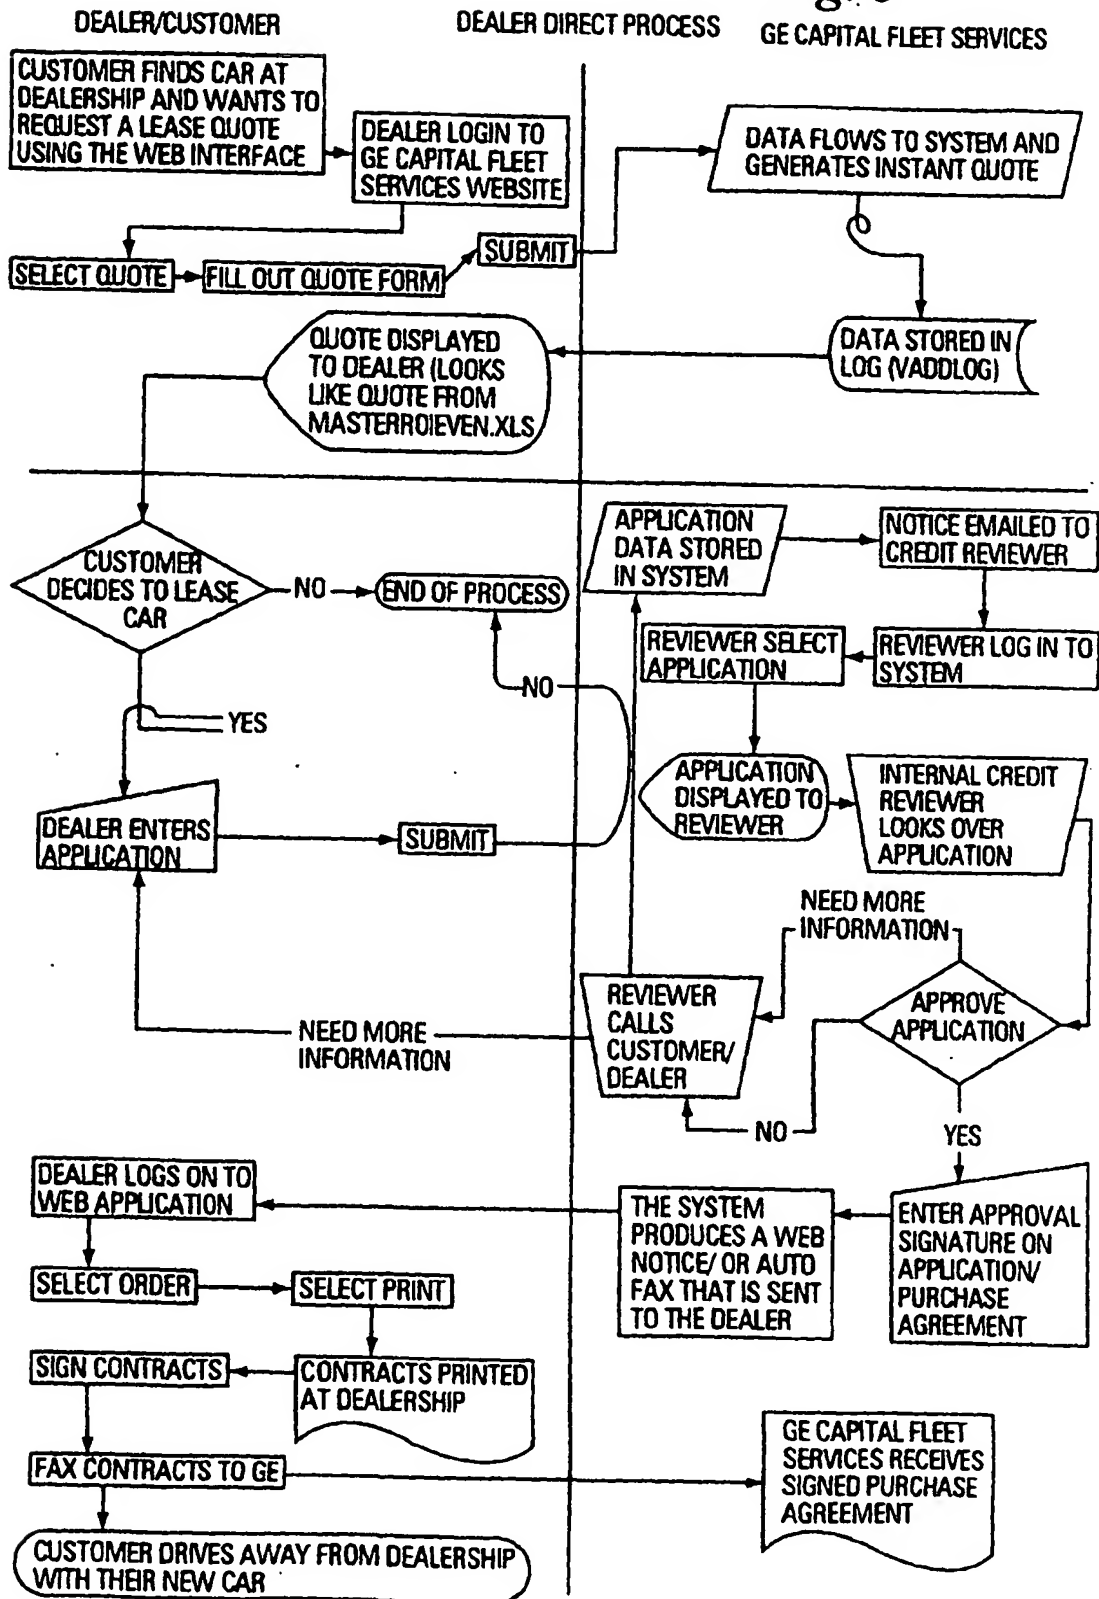 DEALER/CUSTOMER
DEALER DIRECT PROCESS
GE CAPITAL FLEET SERVICES
CUSTOMER FINDS CAR AT
DEALERSHIP AND WANTS TO
REQUEST A LEASE QUOTE
USING THE WEB INTERFACE
DEALER LOGIN TO
GE CAPITAL FLEET
SERVICES WEBSITE
DATA FLOWS TO SYSTEM AND
GENERATES INSTANT QUOTE
SELECT QUOTE
FILL OUT QUOTE FORM
SUBMIT
QUOTE DISPLAYED
TO DEALER (LOOKS
LIKE QUOTE FROM
MASTERROIEVEN.XLS
DATA STORED IN
LOG (VADDLOG)
CUSTOMER
DECIDES TO LEASE
CAR
NO
END OF PROCESS
APPLICATION
DATA STORED
IN SYSTEM
NOTICE EMAILED TO
CREDIT REVIEWER
REVIEWER SELECT
APPLICATION
REVIEWER LOG IN TO
SYSTEM
NO
YES
APPLICATION
DISPLAYED TO
REVIEWER
INTERNAL CREDIT
REVIEWER
LOOKS OVER
APPLICATION
DEALER ENTERS
APPLICATION
SUBMIT
NEED MORE
INFORMATION
APPROVE
APPLICATION
REVIEWER
CALLS
CUSTOMER/
DEALER
NEED MORE
INFORMATION
NO
YES
DEALER LOGS ON TO
WEB APPLICATION
THE SYSTEM
PRODUCES A WEB
NOTICE/ OR AUTO
FAX THAT IS SENT
TO THE DEALER
ENTER APPROVAL
SIGNATURE ON
APPLICATION/
PURCHASE
AGREEMENT
SELECT ORDER
SELECT PRINT
SIGN CONTRACTS
CONTRACTS PRINTED
AT DEALERSHIP
FAX CONTRACTS TO GE
GE CAPITAL FLEET
SERVICES RECEIVES
SIGNED PURCHASE
AGREEMENT
CUSTOMER DRIVES AWAY FROM DEALERSHIP
WITH THEIR NEW CAR